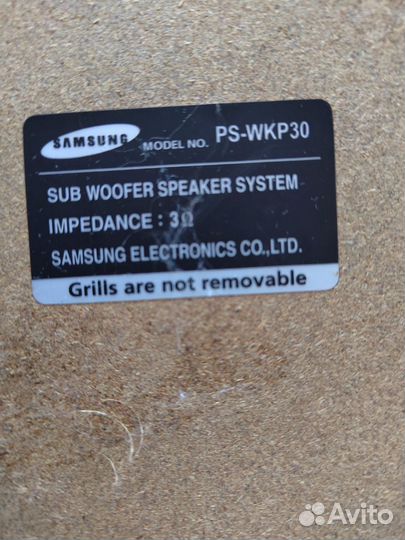 SAMSUNG MODEL NO. PS-WKP30
SUB WOOFER SPEAKER SYSTEM
IMPEDANCE : 3Ω
SAMSUNG ELECTRONICS CO.,LTD.
Grills are not removable
Avito